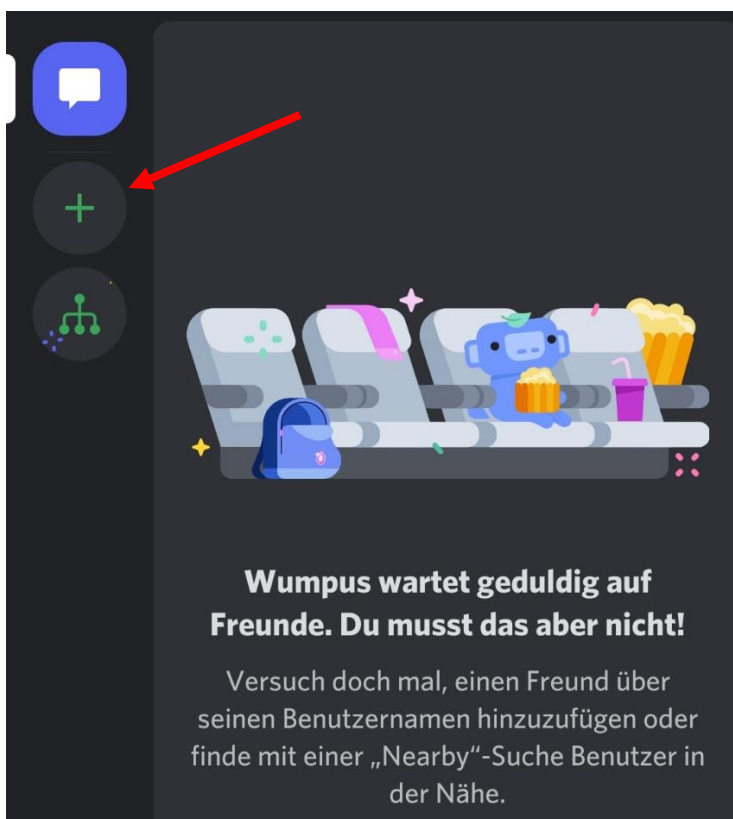 Wumpus wartet geduldig auf
Freunde. Du musst das aber nicht!
Versuch doch mal, einen Freund über
seinen Benutzernamen hinzuzufügen oder
finde mit einer „Nearby“-Suche Benutzer in
der Nähe.